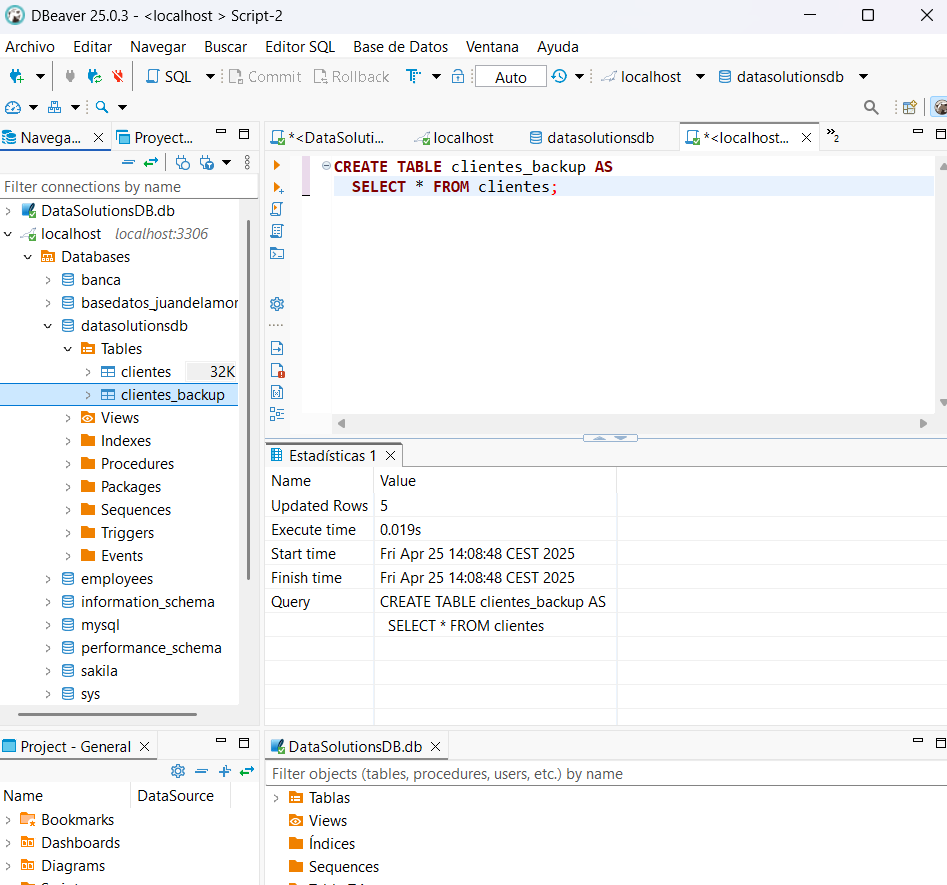 DBeaver 25.0.3 - <localhost > Script-2
Archivo Editar Navegar Buscar Editor SQL Base de Datos Ventana Ayuda
SQL Commit Rollback T Auto localhost datasolutionsdb
Navega... Proyect...
Filter connections by name
DataSolutionsDB.db
localhost localhost:3306
Databases
banca
basedatos_juandelamor
datasolutionsdb
Tables
clientes 32K
clientes_backup
Views
Indexes
Procedures
Packages
Sequences
Triggers
Events
employees
information_schema
mysql
performance_schema
sakila
sys
*<DataSoluti... localhost datasolutionsdb *<localhost... »2
CREATE TABLE clientes_backup AS
SELECT * FROM clientes;
Estadísticas 1
Name Value
Updated Rows 5
Execute time 0.019s
Start time Fri Apr 25 14:08:48 CEST 2025
Finish time Fri Apr 25 14:08:48 CEST 2025
Query CREATE TABLE clientes_backup AS
SELECT * FROM clientes
Project - General
Name DataSource
Bookmarks
Dashboards
Diagrams
DataSolutionsDB.db
Filter objects (tables, procedures, users, etc.) by name
Tablas
Views
Índices
Sequences